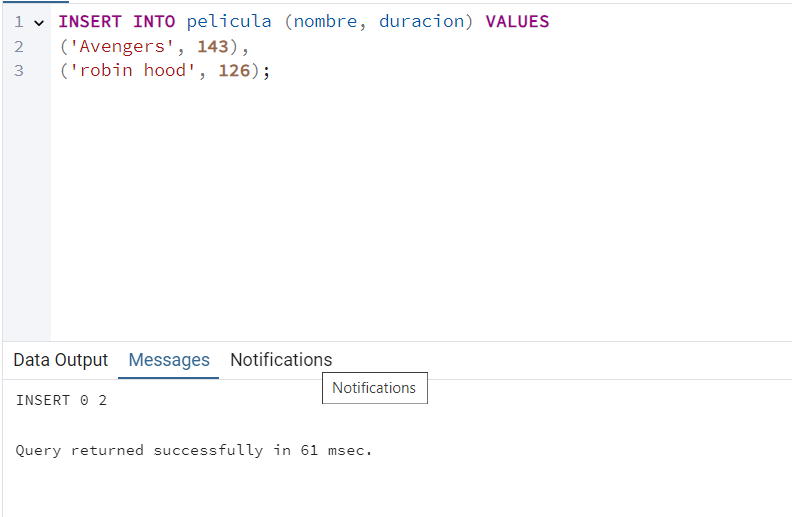 1 INSERT INTO pelicula (nombre, duracion) VALUES
2 ('Avengers', 143),
3 ('robin hood', 126);
Data Output Messages Notifications
Notifications
INSERT 0 2
Query returned successfully in 61 msec.